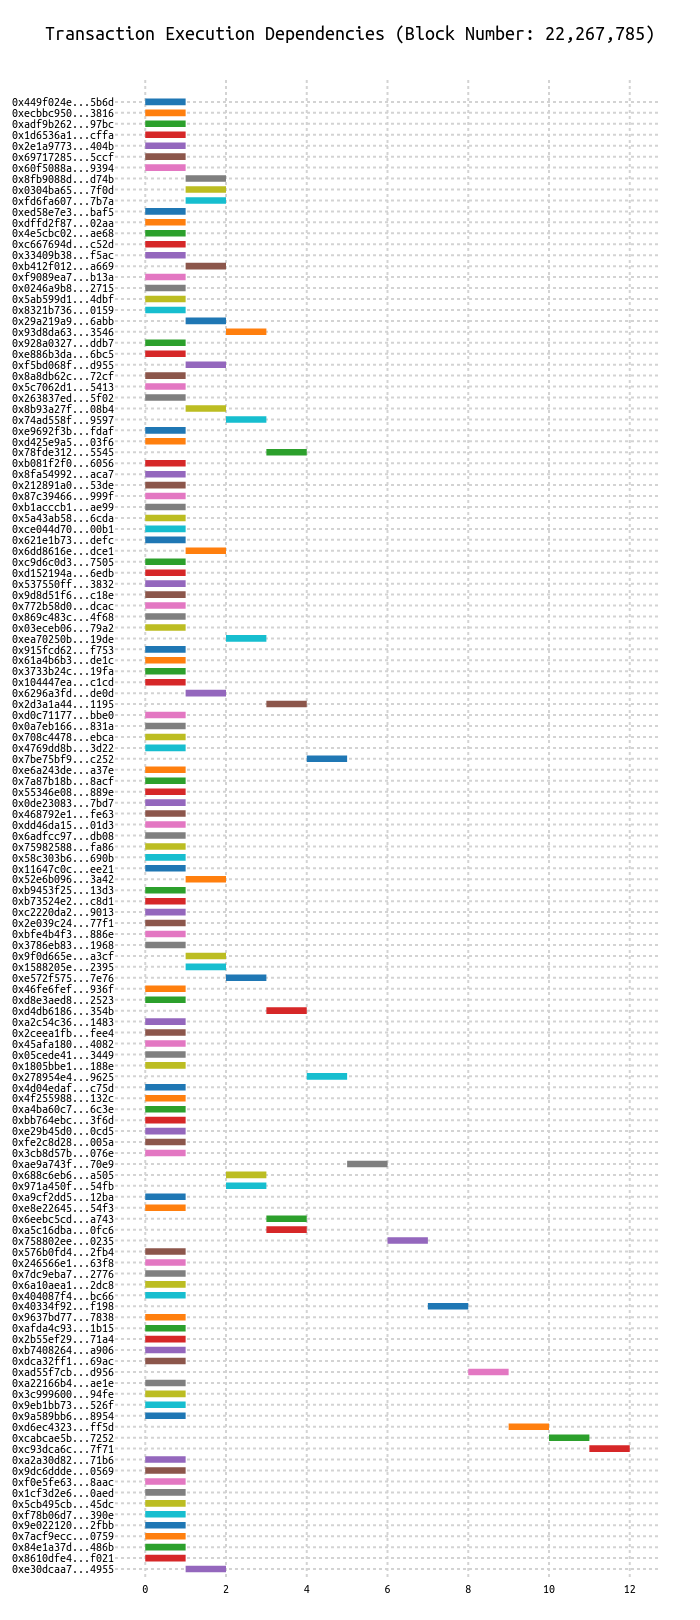 Transaction Execution Dependencies (Block Number: 22,267,785)
0x449f024e...5b6d
0xecbbc950...3816
0xadf9b262...97bc
0x1d6536a1...cffa
0x2e1a9773...404b
0x69717285...5ccf
0x60f5088a...9394
0x8fb9088d...d74b
0x0304ba65...7f0d
0xfd6fa607...7b7a
0xed58e7e3...baf5
0xdffd2f87...02aa
0x4e5cbc02...ae68
0xc667694d...c52d
0x33409b38...f5ac
0xb412f012...a669
0xf9089ea7...b13a
0x0246a9b8...2715
0x5ab599d1...4dbf
0x8321b736...0159
0x29a219a9...6abb
0x93d8da63...3546
0x928a0327...ddb7
0xe886b3da...6bc5
0xf5bd068f...d955
0x8a8db62c...72cf
0x5c7062d1...5413
0x263837ed...5f02
0x8b93a27f...08b4
0x74ad558f...9597
0xe9692f3b...fdaf
0xd425e9a5...03f6
0x78fde312...5545
0xb081f2f0...6056
0x8fa54992...aca7
0x212891a0...53de
0x87c39466...999f
0xb1acccb1...ae99
0x5a43ab58...6cda
0xce044d70...00b1
0x621e1b73...defc
0x6dd8616e...dce1
0xc9d6c0d3...7505
0xd152194a...6edb
0x537550ff...3832
0x9d8d51f6...c18e
0x772b58d0...dcac
0x869c483c...4f68
0x03eceb06...79a2
0xea70250b...19de
0x915fcd62...f753
0x61a4b6b3...de1c
0x3733b24c...19fa
0x104447ea...c1cd
0x6296a3fd...de0d
0x2d3a1a44...1195
0xd0c71177...bbe0
0x0a7eb166...831a
0x708c4478...ebca
0x4769dd8b...3d22
0x7be75bf9...c252
0xe6a243de...a37e
0x7a87b18b...8acf
0x55346e08...889e
0x0de23083...7bd7
0x468792e1...fe63
0xdd46da15...01d3
0x6adfcc97...db08
0x75982588...fa86
0x58c303b6...690b
0x11647c0c...ee21
0x52e6b096...3a42
0xb9453f25...13d3
0xb73524e2...c8d1
0xc2220da2...9013
0x2e039c24...77f1
0xbfe4b4f3...886e
0x3786eb83...1968
0x9f0d665e...a3cf
0x1588205e...2395
0xe572f575...7e76
0x46fe6fef...936f
0xd8e3aed8...2523
0xd4db6186...354b
0xa2c54c36...1483
0x2ceea1fb...fee4
0x45afa180...4082
0x05cede41...3449
0x1805bbe1...188e
0x278954e4...9625
0x4d04edaf...c75d
0x4f255988...132c
0xa4ba60c7...6c3e
0xbb764ebc...3f6d
0xe29b45d0...0cd5
0xfe2c8d28...005a
0x3cb8d57b...076e
0xae9a743f...70e9
0x688c6eb6...a505
0x971a450f...54fb
0xa9cf2dd5...12ba
0xe8e22645...54f3
0x6eebc5cd...a743
0xa5c16dba...0fc6
0x758802ee...0235
0x576b0fd4...2fb4
0x246566e1...63f8
0x7dc9eba7...2776
0x6a10aea1...2dc8
0x404087f4...bc66
0x40334f92...f198
0x9637bd77...7838
0xafda4c93...1b15
0x2b55ef29...71a4
0xb7408264...a906
0xdca32ff1...69ac
0xad55f7cb...d956
0xa22166b4...ae1e
0x3c999600...94fe
0x9eb1bb73...526f
0x9a589bb6...8954
0xd6ec4323...ff5d
0xcabcae5b...7252
0xc93dca6c...7f71
0xa2a30d82...71b6
0x9dc6ddde...0569
0xf0e5fe63...8aac
0x1cf3d2e6...0aed
0x5cb495cb...45dc
0xf78b06d7...390e
0x9e022120...2fbb
0x7acf9ecc...0759
0x84e1a37d...486b
0x8610dfe4...f021
0xe30dcaa7...4955
0 2 4 6 8 10 12